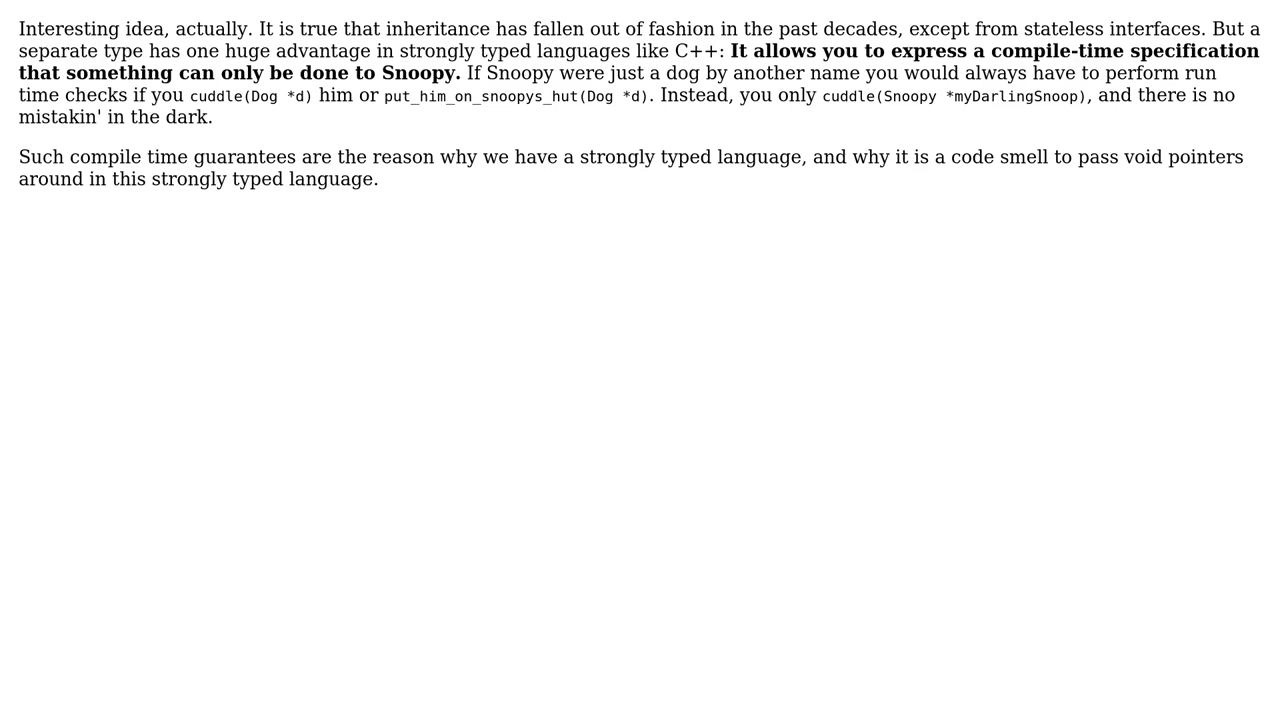 Interesting idea, actually. It is true that inheritance has fallen out of fashion in the past decades, except from stateless interfaces. But a
separate type has one huge advantage in strongly typed languages like C++: It allows you to express a compile-time specification
that something can only be done to Snoopy. If Snoopy were just a dog by another name you would always have to perform run
time checks if you cuddle(Dog *d) him or put_him_on_snoopys_hut(Dog *d). Instead, you only cuddle(Snoopy *myDarlingSnoop), and there is no
mistakin' in the dark.
Such compile time guarantees are the reason why we have a strongly typed language, and why it is a code smell to pass void pointers
around in this strongly typed language.